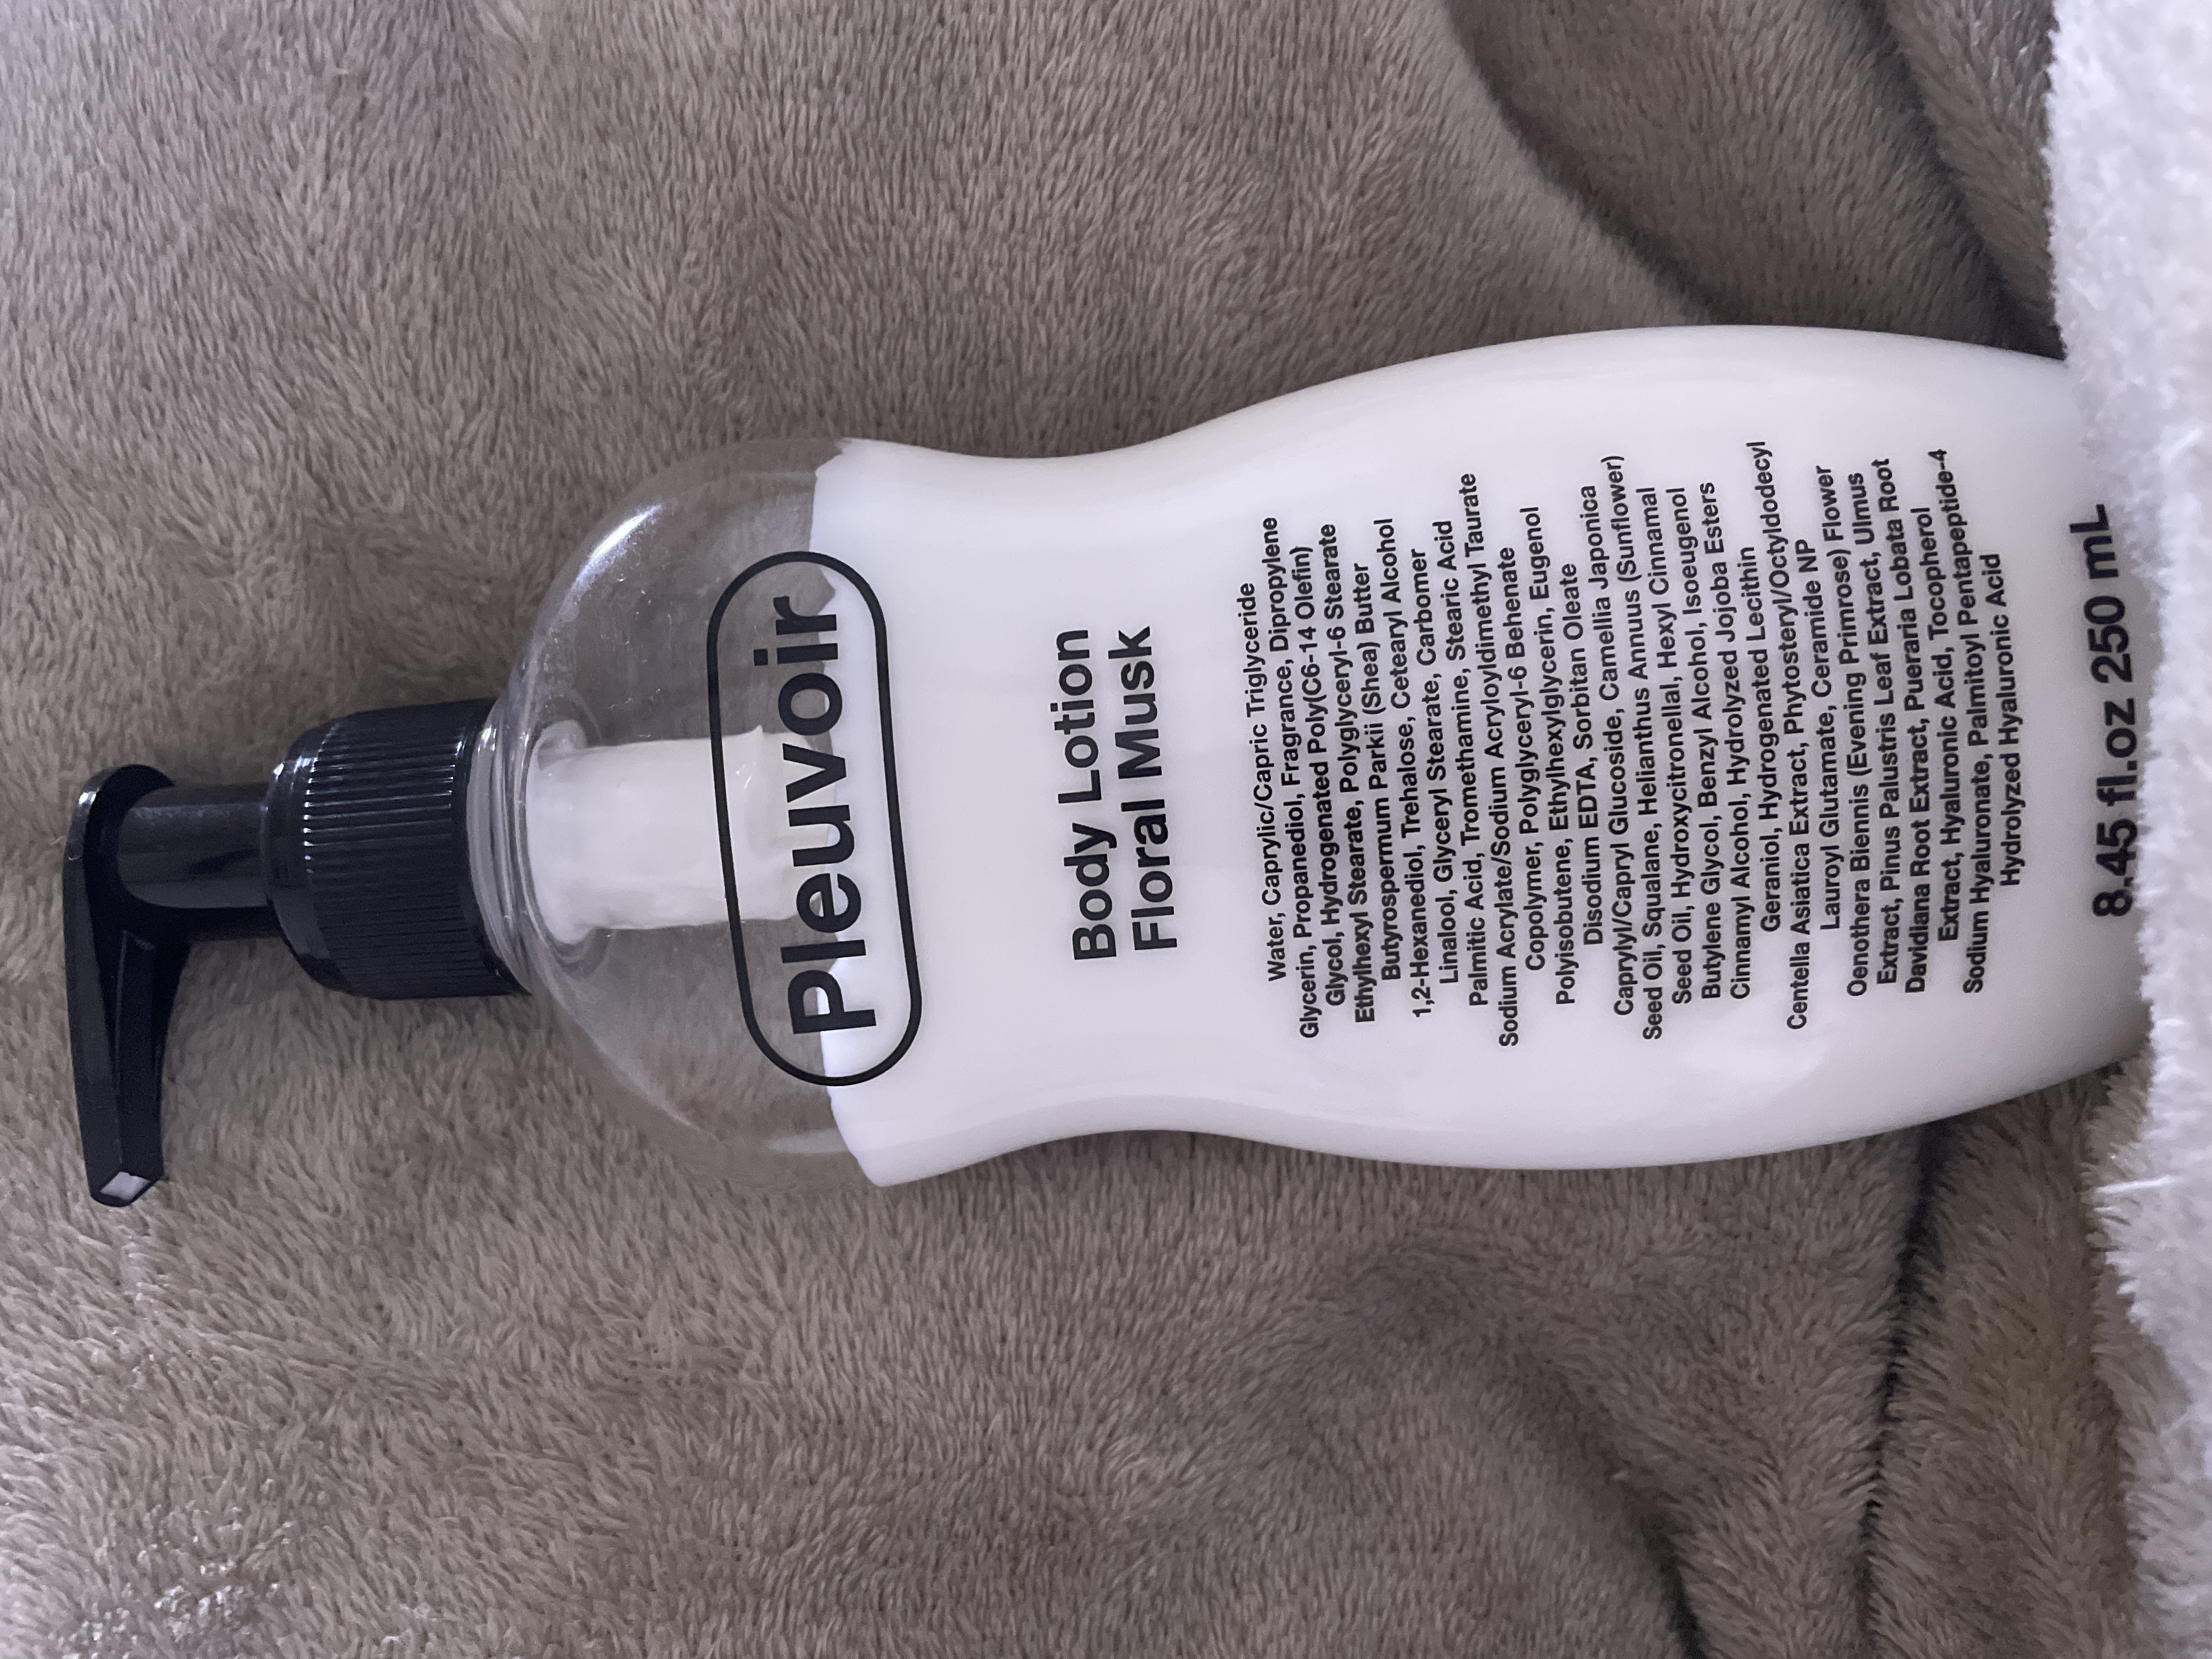 Pleuvoir
Body Lotion
Floral Musk
Water, Caprylic/Capric Triglyceride
Glycerin, Propanediol, Fragrance, Dipropylene
Glycol, Hydrogenated Poly(C6-14 Olefin)
Ethylhexyl Stearate, Polyglyceryl-6 Stearate
Butyrospermum Parkii (Shea) Butter
1,2-Hexanediol, Trehalose, Cetearyl Alcohol
Linalool, Glyceryl Stearate, Carbomer
Palmitic Acid, Tromethamine, Stearic Acid
Sodium Acrylate/Sodium Acryloyldimethyl Taurate
Copolymer, Polyglyceryl-6 Behenate
Polyisobutene, Ethylhexylglycerin, Eugenol
Disodium EDTA, Sorbitan Oleate
Caprylyl/Capryl Glucoside, Camellia Japonica
Seed Oil, Squalane, Helianthus Annuus (Sunflower)
Seed Oil, Hydroxycitronellal, Hexyl Cinnamal
Butylene Glycol, Benzyl Alcohol, Isoeugenol
Cinnamyl Alcohol, Hydrolyzed Jojoba Esters
Geraniol, Hydrogenated Lecithin
Centella Asiatica Extract, Phytosteryl/Octyldodecyl
Lauroyl Glutamate, Ceramide NP
Oenothera Biennis (Evening Primrose) Flower
Extract, Pinus Palustris Leaf Extract, Ulmus
Davidiana Root Extract, Pueraria Lobata Root
Extract, Hyaluronic Acid, Tocopherol
Sodium Hyaluronate, Palmitoyl Pentapeptide-4
Hydrolyzed Hyaluronic Acid
8.45 fl.oz 250 mL